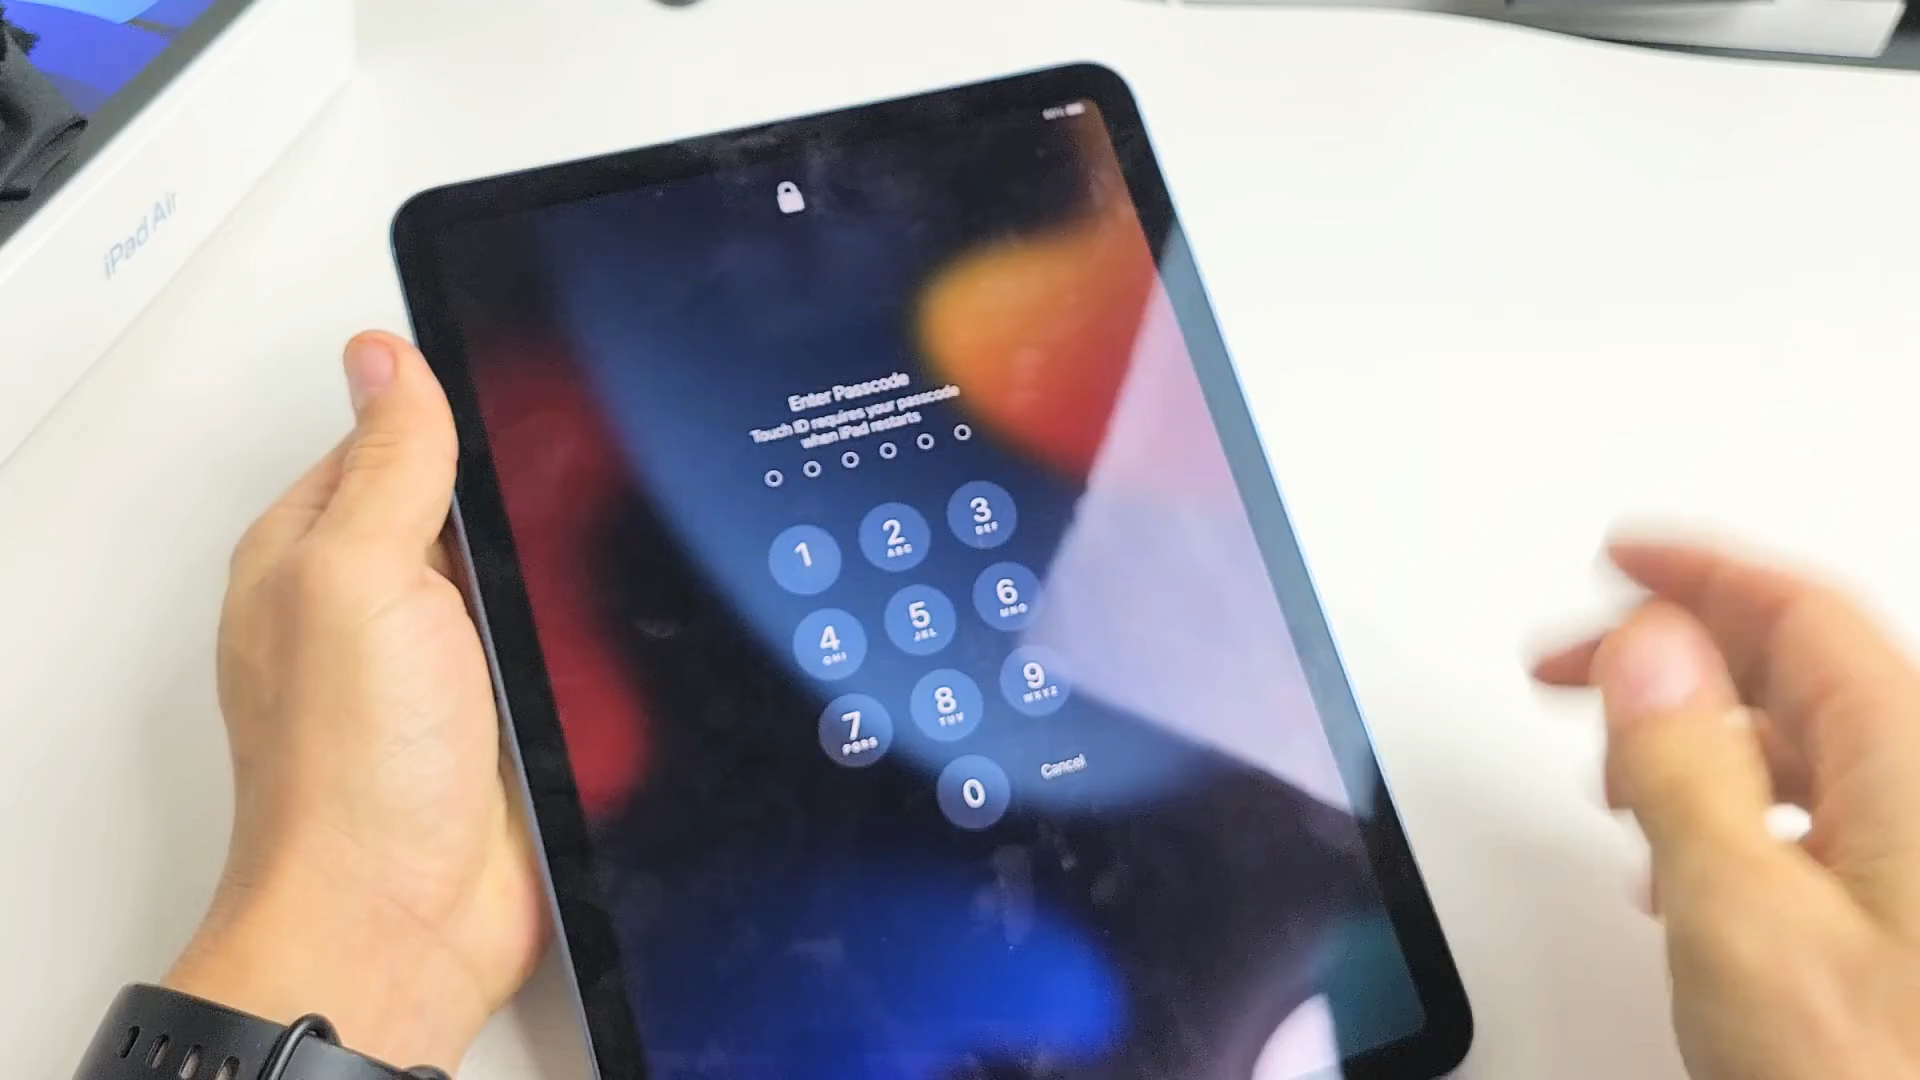 iPad Air
Enter Passcode
Touch ID requires your passcode
when iPad restarts
1
2
ABC
3
DEF
4
GHI
5
JKL
6
MNO
7
PQRS
8
TUV
9
WXYZ
0
Cancel